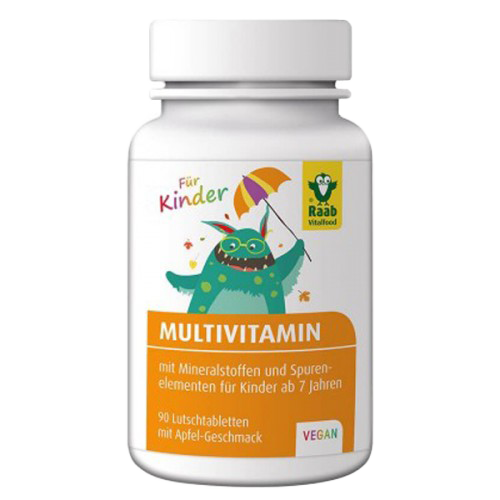 Für
Kinder
Raab
Vitalfood
MULTIVITAMIN
mit Mineralstoffen und Spuren-
elementen für Kinder ab 7 Jahren
90 Lutschtabletten
mit Apfel-Geschmack
VEGAN